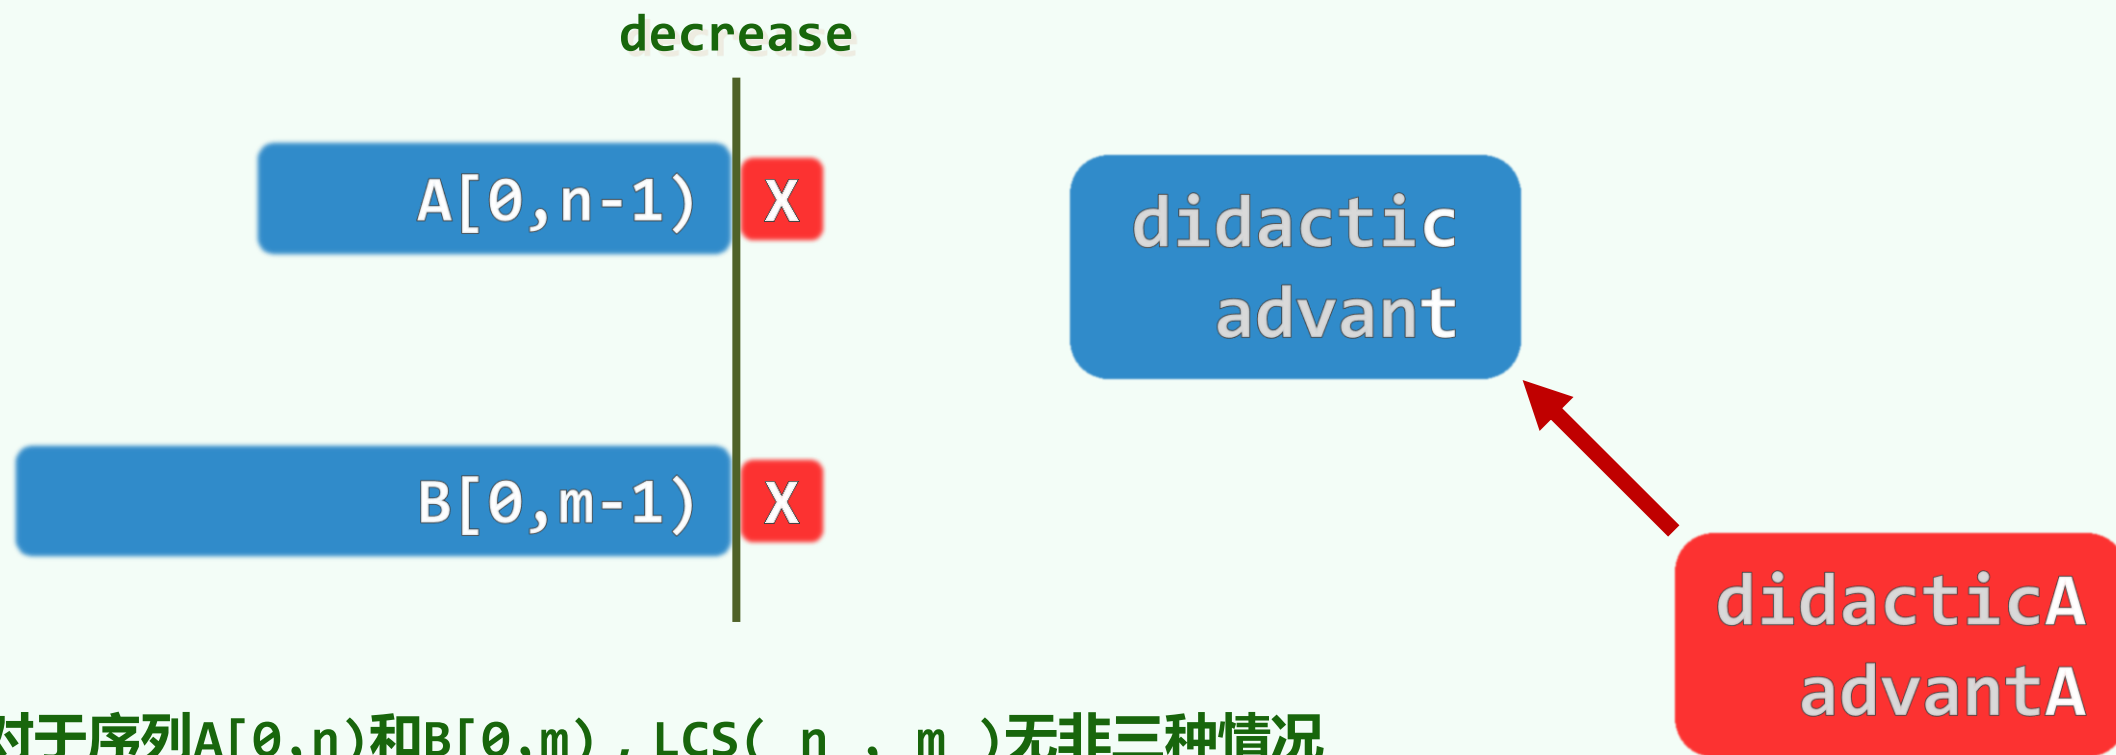 decrease
A[0,n-1) X
B[0,m-1) X
didactic
advant
didacticA
advantA
对于序列A[0,n)和B[0,m)，LCS( n , m )无非三种情况